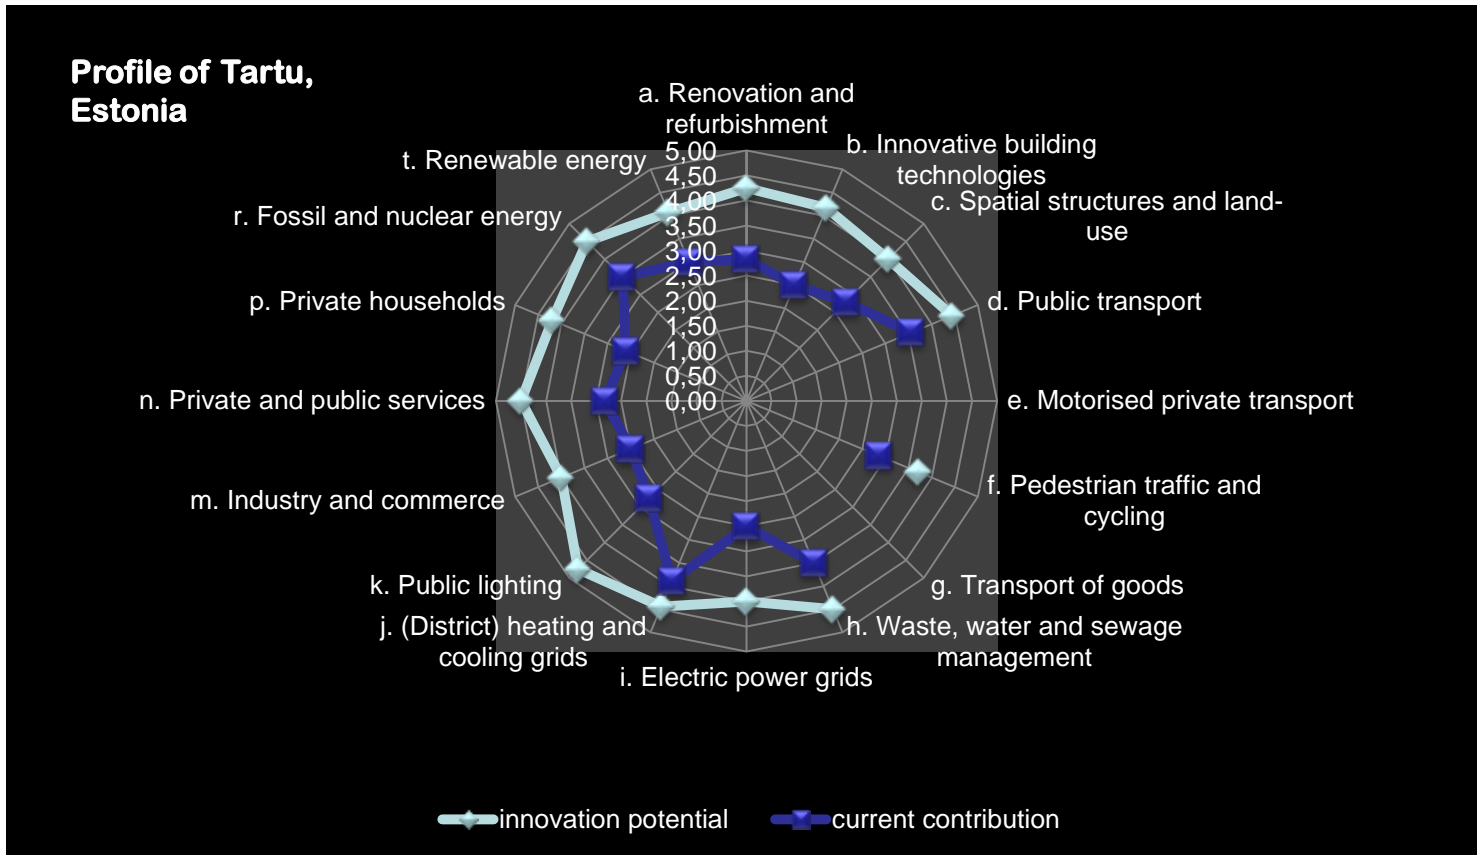 Profile of Tartu,
Estonia
a. Renovation and
refurbishment
b. Innovative building
technologies
c. Spatial structures and land-
use
d. Public transport
e. Motorised private transport
f. Pedestrian traffic and
cycling
g. Transport of goods
h. Waste, water and sewage
management
i. Electric power grids
j. (District) heating and
cooling grids
k. Public lighting
m. Industry and commerce
n. Private and public services
p. Private households
r. Fossil and nuclear energy
t. Renewable energy
5,00
4,50
4,00
3,50
3,00
2,50
2,00
1,50
1,00
0,50
0,00
innovation potential
current contribution